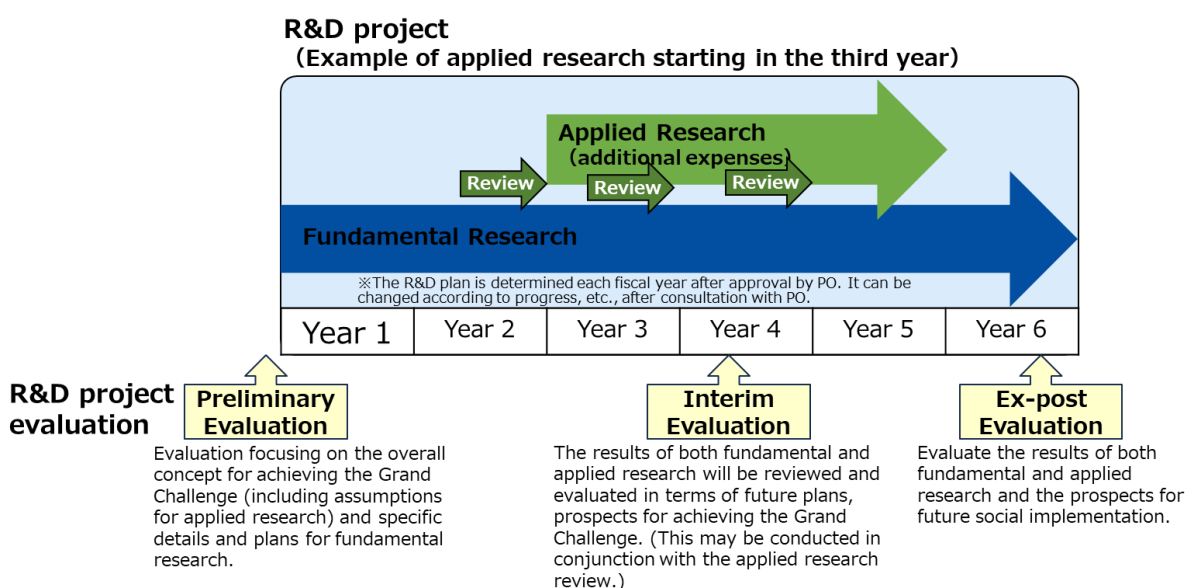 R&D project
（Example of applied research starting in the third year）
Applied Research
（additional expenses）
Review
Review
Review
Fundamental Research
※The R&D plan is determined each fiscal year after approval by PO. It can be
changed according to progress, etc., after consultation with PO.
Year 1
Year 2
Year 3
Year 4
Year 5
Year 6
R&D project
evaluation
Preliminary
Evaluation
Evaluation focusing on the overall
concept for achieving the Grand
Challenge (including assumptions
for applied research) and specific
details and plans for fundamental
research.
Interim
Evaluation
The results of both fundamental and
applied research will be reviewed and
evaluated in terms of future plans,
prospects for achieving the Grand
Challenge. (This may be conducted in
conjunction with the applied research
review.)
Ex-post
Evaluation
Evaluate the results of both
fundamental and applied
research and the prospects for
future social implementation.